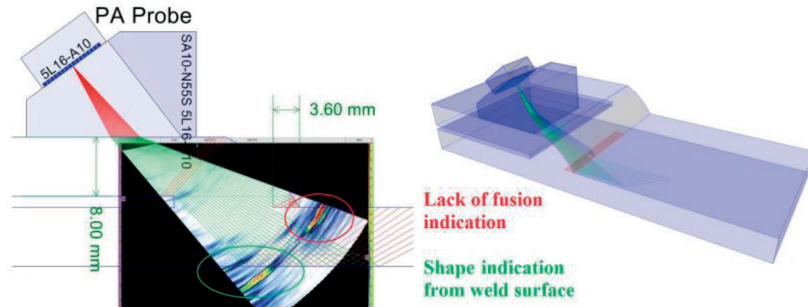 PA Probe
5L16-A10
SA10-N55S 5L16-A10
3.60 mm
8.00 mm
Lack of fusion
indication
Shape indication
from weld surface